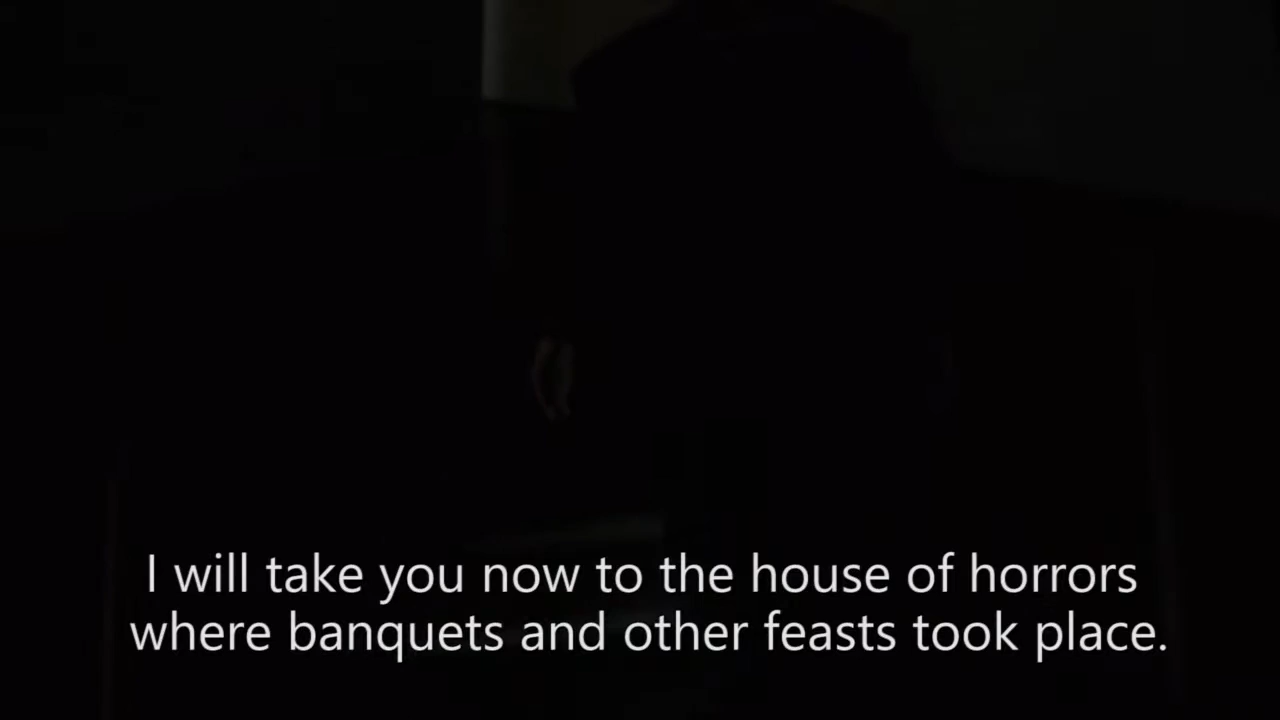 I will take you now to the house of horrors
where banquets and other feasts took place.